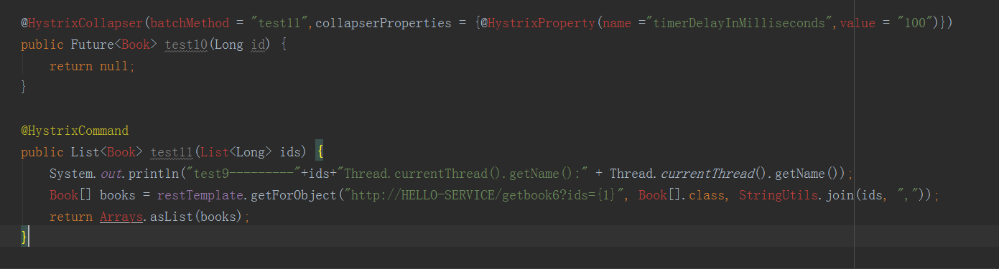 @HystrixCollapser(batchMethod = "test11",collapserProperties = {@HystrixProperty(name ="timerDelayInMilliseconds",value = "100")})
public Future<Book> test10(Long id) {
    return null;
}
@HystrixCommand
public List<Book> test11(List<Long> ids) {
    System.out.println("test9---------"+ids+"Thread.currentThread().getName():" + Thread.currentThread().getName());
    Book[] books = restTemplate.getForObject("http://HELLO-SERVICE/getbook6?ids={1}", Book[].class, StringUtils.join(ids, ","));
    return Arrays.asList(books);
}